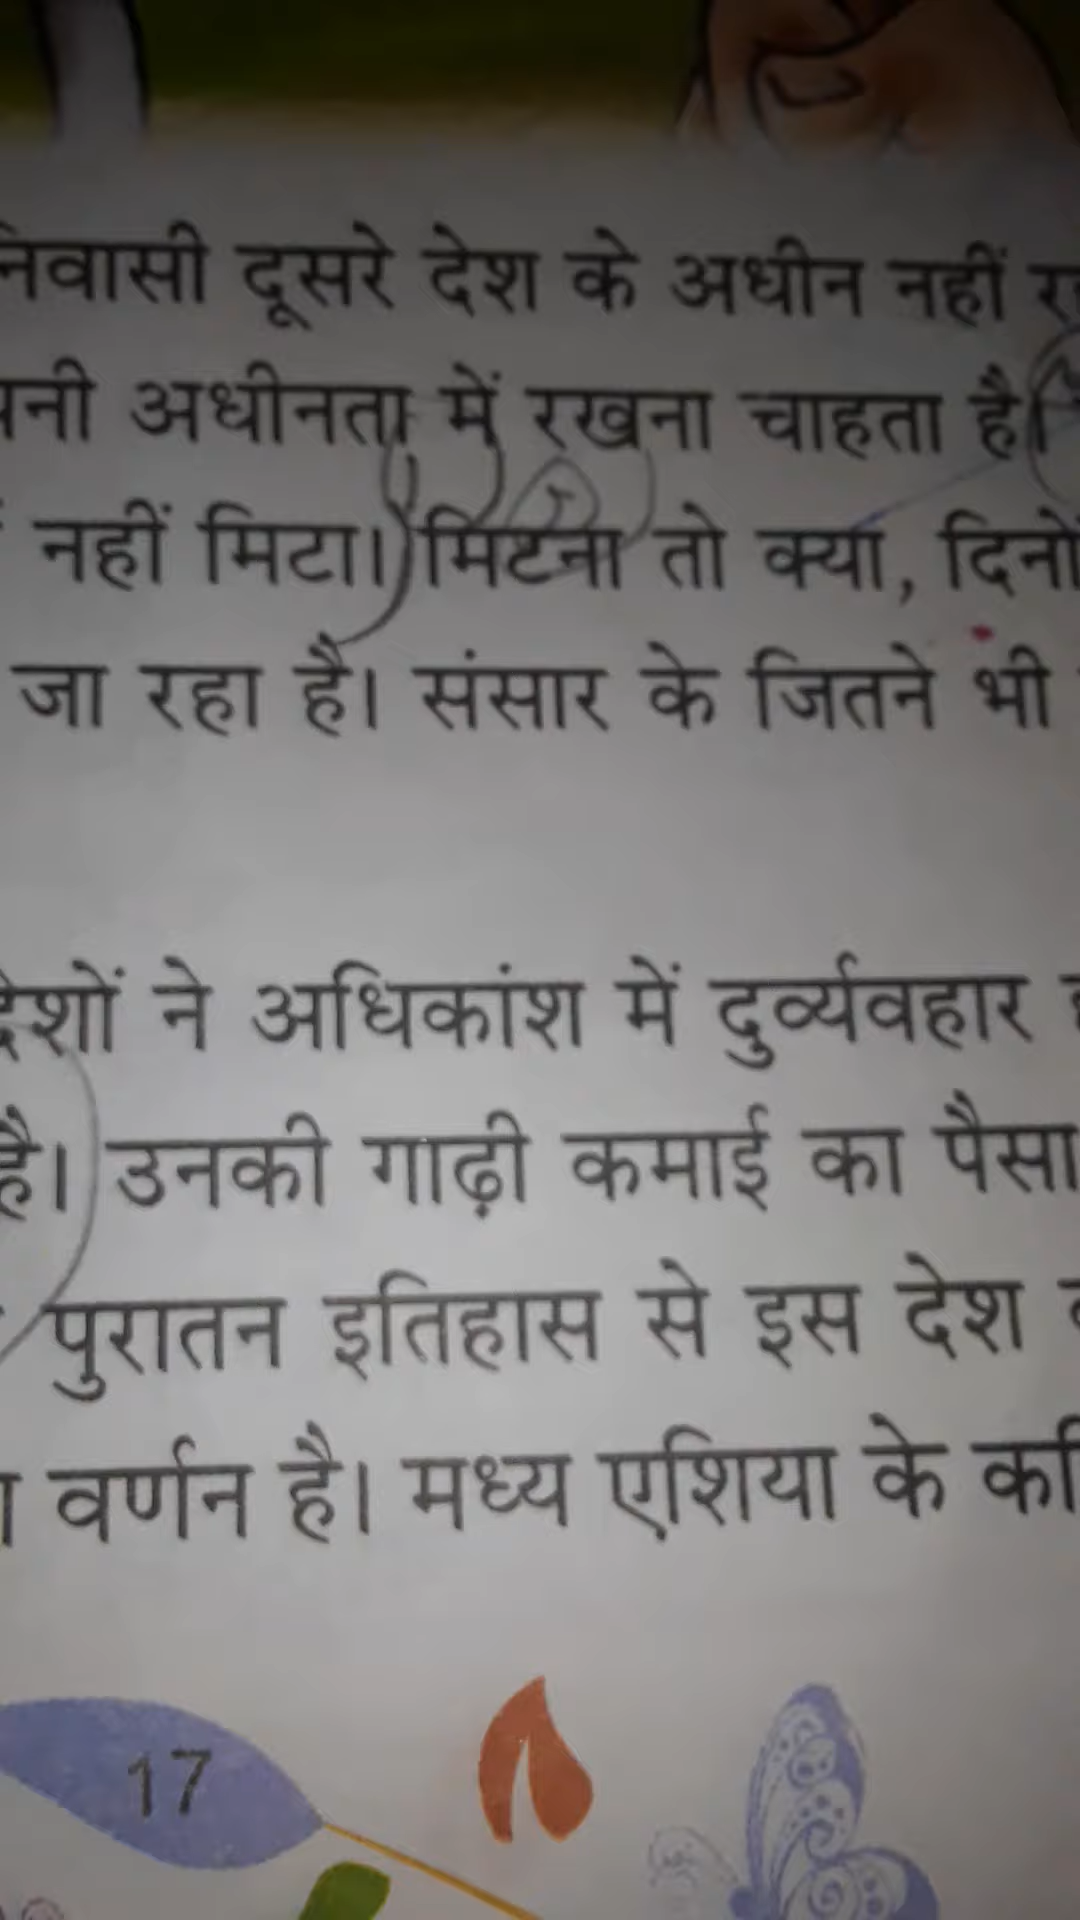 निवासी दूसरे देश के अधीन नहीं
अधीनता में रखना चाहता है।
नहीं मिटा। मिटना तो क्या, दिनों
जा रहा है। संसार के जितने भी
देशों ने अधिकांश में दुर्व्यवहार
है। उनकी गाढ़ी कमाई का पैसा
पुरातन इतिहास से इस देश
वर्णन है। मध्य एशिया के
17